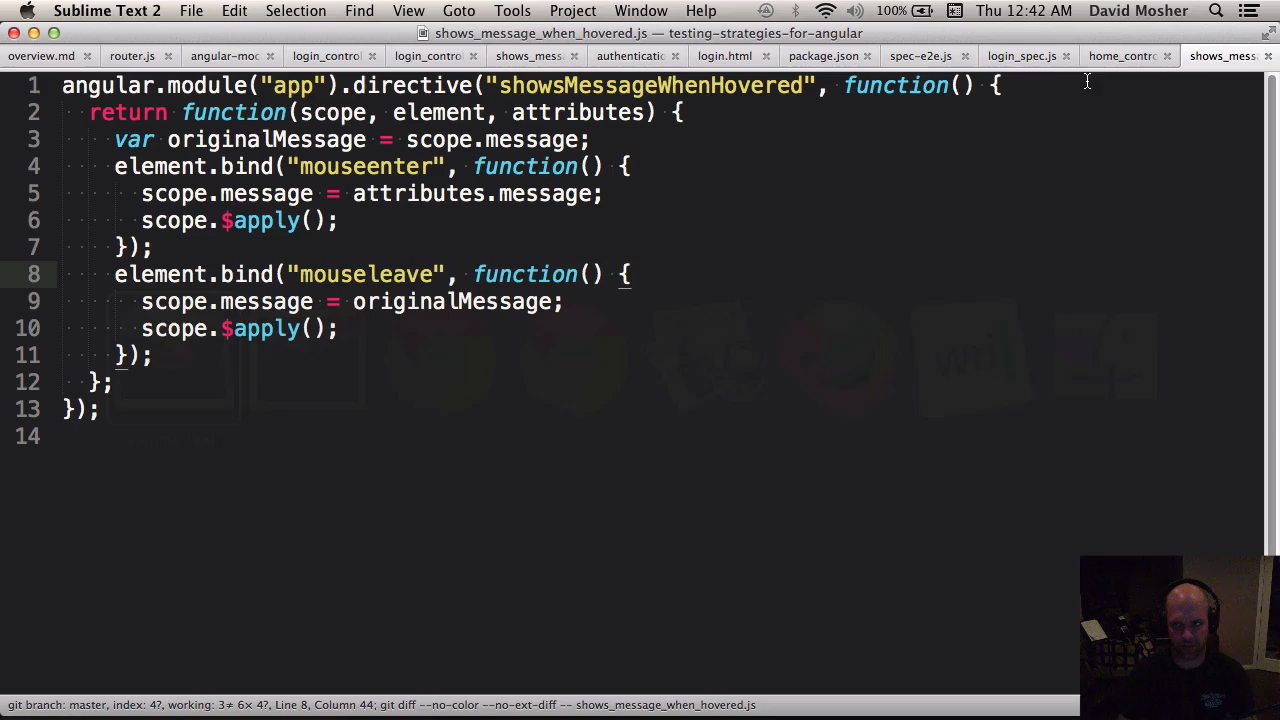 Sublime Text 2 File Edit Selection Find View Goto Tools Project Window Help 100% Thu 12:42 AM David Mosher
shows_message_when_hovered.js — testing-strategies-for-angular
overview.md router.js angular-moc login_control login_contro shows_mess authenticati login.html package.json spec-e2e.js login_spec.js home_contro shows_mess
1 angular.module("app").directive("showsMessageWhenHovered", function() {
2 return function(scope, element, attributes) {
3 var originalMessage = scope.message;
4 element.bind("mouseenter", function() {
5 scope.message = attributes.message;
6 scope.$apply();
7 });
8 element.bind("mouseleave", function() {
9 scope.message = originalMessage;
10 scope.$apply();
11 });
12 };
13 });
14
git branch: master, index: 4?, working: 3≠ 6× 4?, Line 8, Column 44; git diff --no-color --no-ext-diff -- shows_message_when_hovered.js